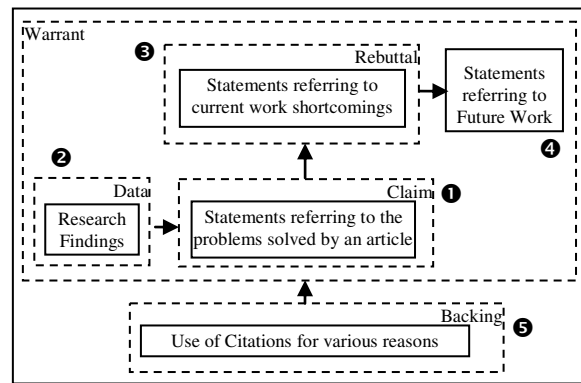 Warrant
❸
Rebuttal
Statements referring to
current work shortcomings
Statements
referring to
Future Work
❹
❷
Data
Research
Findings
Claim
❶
Statements referring to the
problems solved by an article
Backing
❺
Use of Citations for various reasons